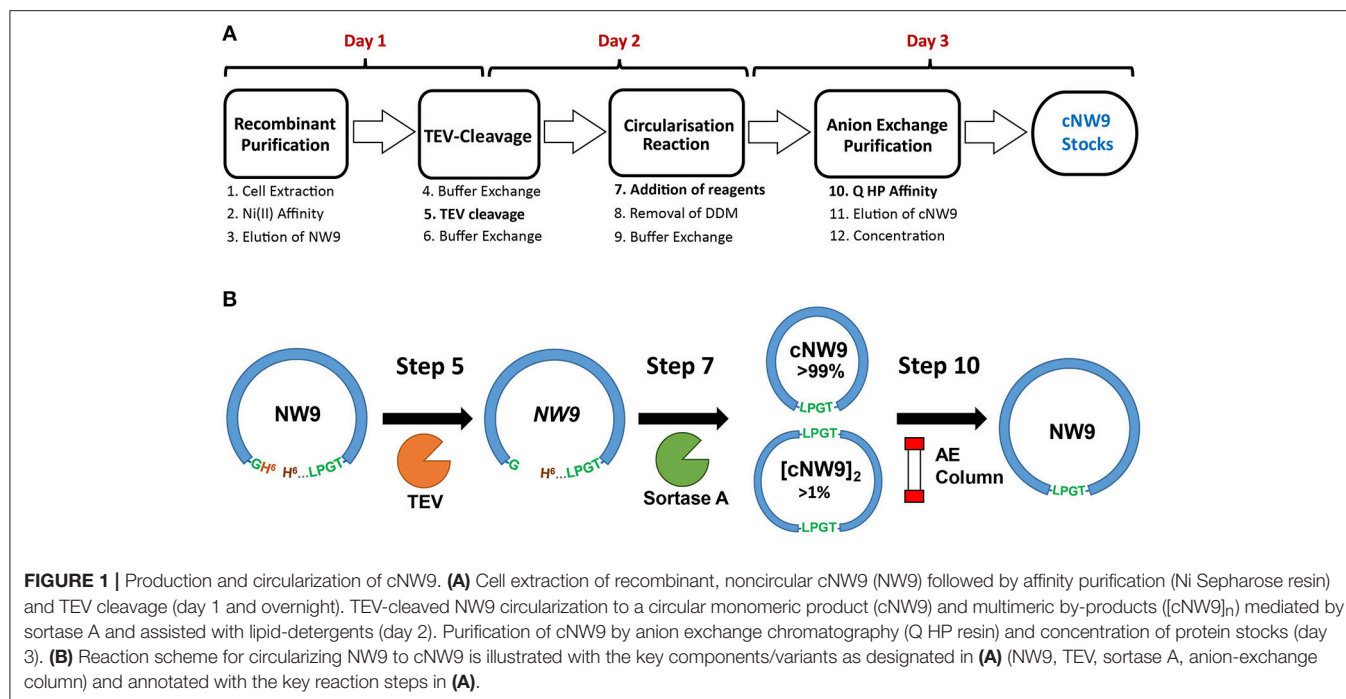 A
Day 1
Day 2
Day 3
Recombinant
Purification
TEV-Cleavage
Circularisation
Reaction
Anion Exchange
Purification
cNW9
Stocks
1. Cell Extraction
2. Ni(II) Affinity
3. Elution of NW9
4. Buffer Exchange
5. TEV cleavage
6. Buffer Exchange
7. Addition of reagents
8. Removal of DDM
9. Buffer Exchange
10. Q HP Affinity
11. Elution of cNW9
12. Concentration
B
NW9
GH⁶ H⁶...LPGT
Step 5
TEV
NW9
G H⁶...LPGT
Step 7
Sortase A
cNW9
>99%
LPGT
LPGT
[cNW9]₂
>1%
LPGT
Step 10
AE
Column
NW9
LPGT
FIGURE 1 | Production and circularization of cNW9. (A) Cell extraction of recombinant, noncircular cNW9 (NW9) followed by affinity purification (Ni Sepharose resin)
and TEV cleavage (day 1 and overnight). TEV-cleaved NW9 circularization to a circular monomeric product (cNW9) and multimeric by-products ([cNW9]n) mediated by
sortase A and assisted with lipid-detergents (day 2). Purification of cNW9 by anion exchange chromatography (Q HP resin) and concentration of protein stocks (day
3). (B) Reaction scheme for circularizing NW9 to cNW9 is illustrated with the key components/variants as designated in (A) (NW9, TEV, sortase A, anion-exchange
column) and annotated with the key reaction steps in (A).